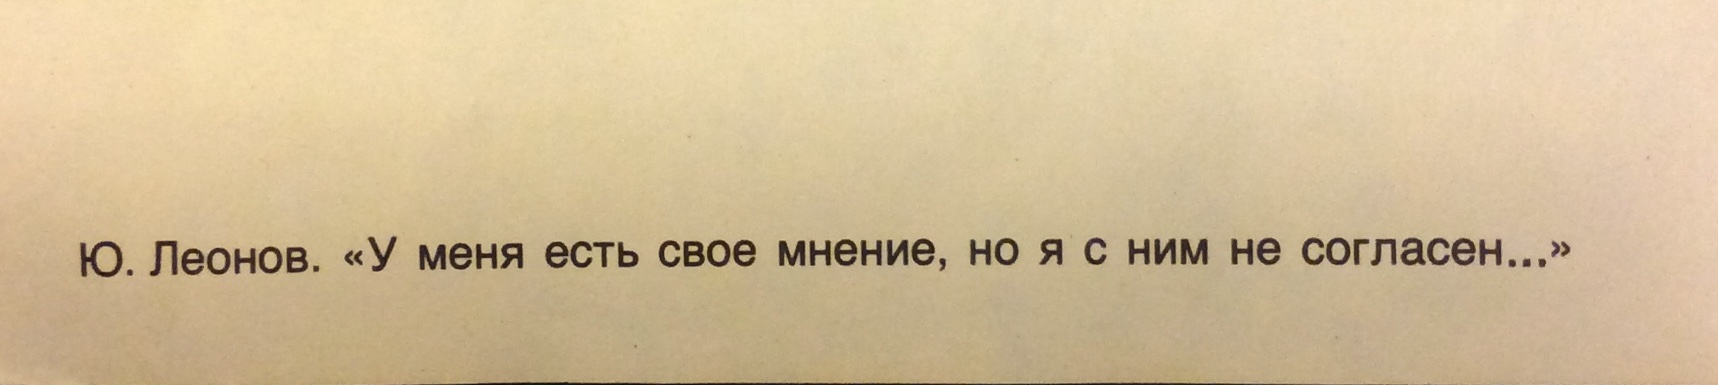 Ю. Леонов. «У меня есть свое мнение, но я с ним не согласен...»